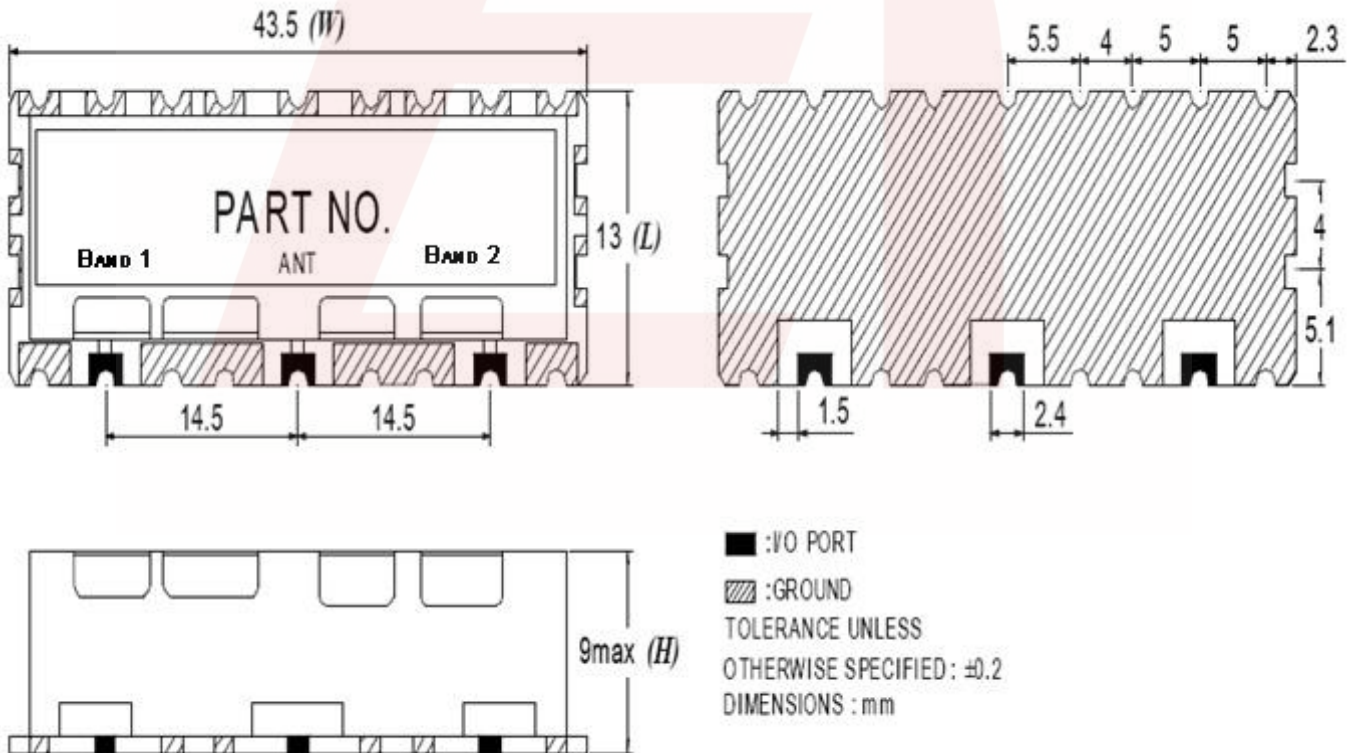 43.5 (W)
5.5 4 5 5 2.3
PART NO.
BAND 1 ANT BAND 2
13 (L)
4
5.1
14.5 14.5
1.5 2.4
9max (H)
:I/O PORT
:GROUND
TOLERANCE UNLESS
OTHERWISE SPECIFIED : ±0.2
DIMENSIONS : mm